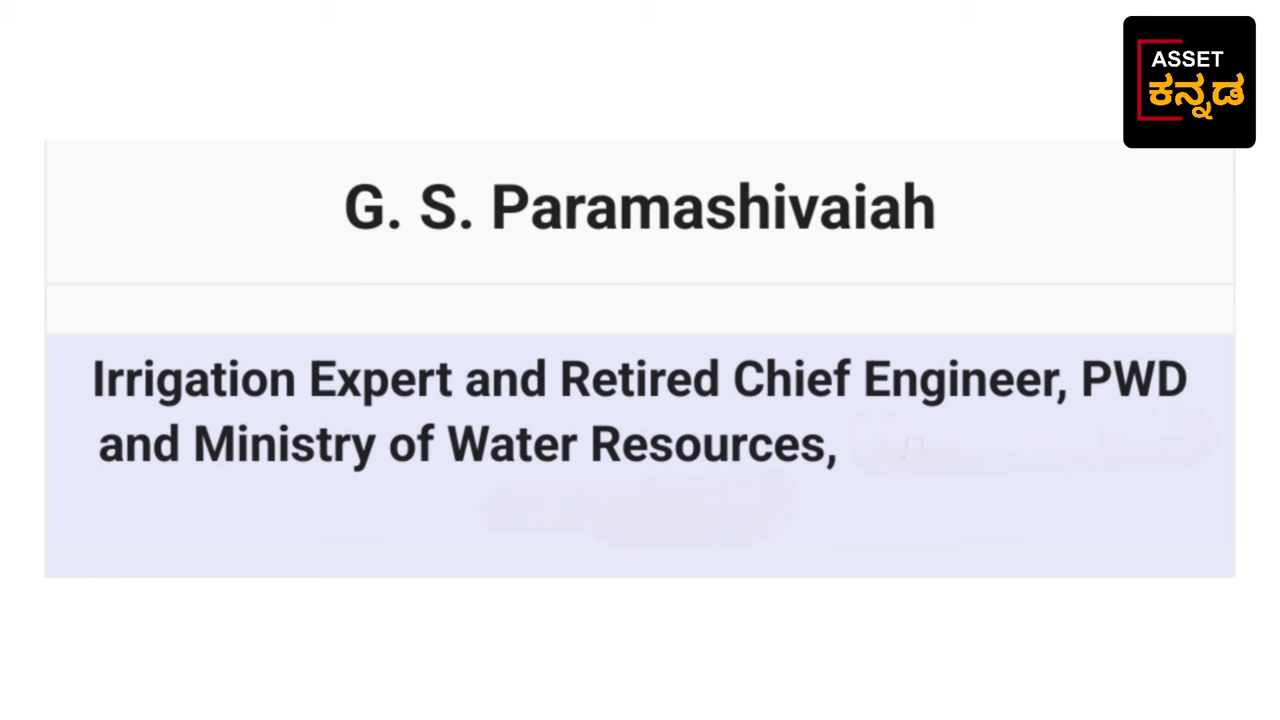 ASSET
ಕನ್ನಡ
G. S. Paramashivaiah
Irrigation Expert and Retired Chief Engineer, PWD
and Ministry of Water Resources,